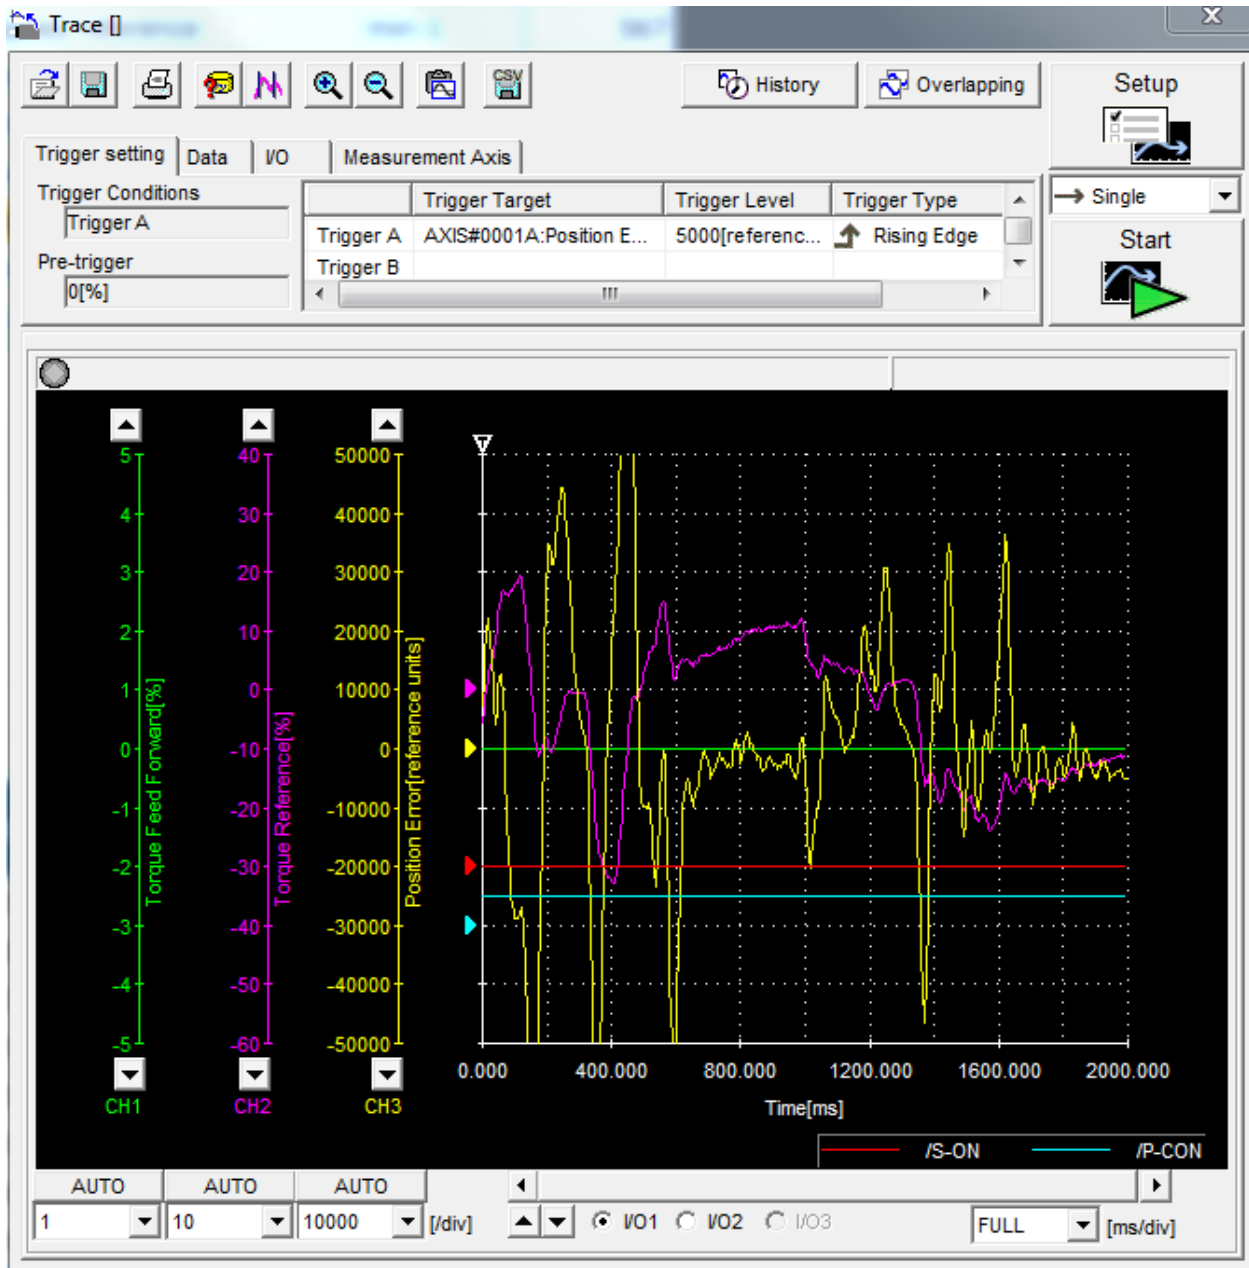 Trace []
CSV
History
Overlapping
Setup
Trigger setting
Data
I/O
Measurement Axis
Trigger Conditions
Trigger A
Pre-trigger
0[%]
Trigger Target
Trigger Level
Trigger Type
Trigger A
AXIS#0001A:Position E...
5000[referenc...
Rising Edge
Trigger B
Single
Start
T
5
4
3
2
1
0
-1
-2
-3
-4
-5
Torque Feed Forward[%]
CH1
40
30
20
10
0
-10
-20
-30
-40
-50
-60
Torque Reference[%]
CH2
50000
40000
30000
20000
10000
0
-10000
-20000
-30000
-40000
-50000
Position Error[reference units]
CH3
0.000
400.000
800.000
1200.000
1600.000
2000.000
Time[ms]
/S-ON
/P-CON
AUTO
AUTO
AUTO
1
10
10000
[/div]
I/O1
I/O2
I/O3
FULL
[ms/div]